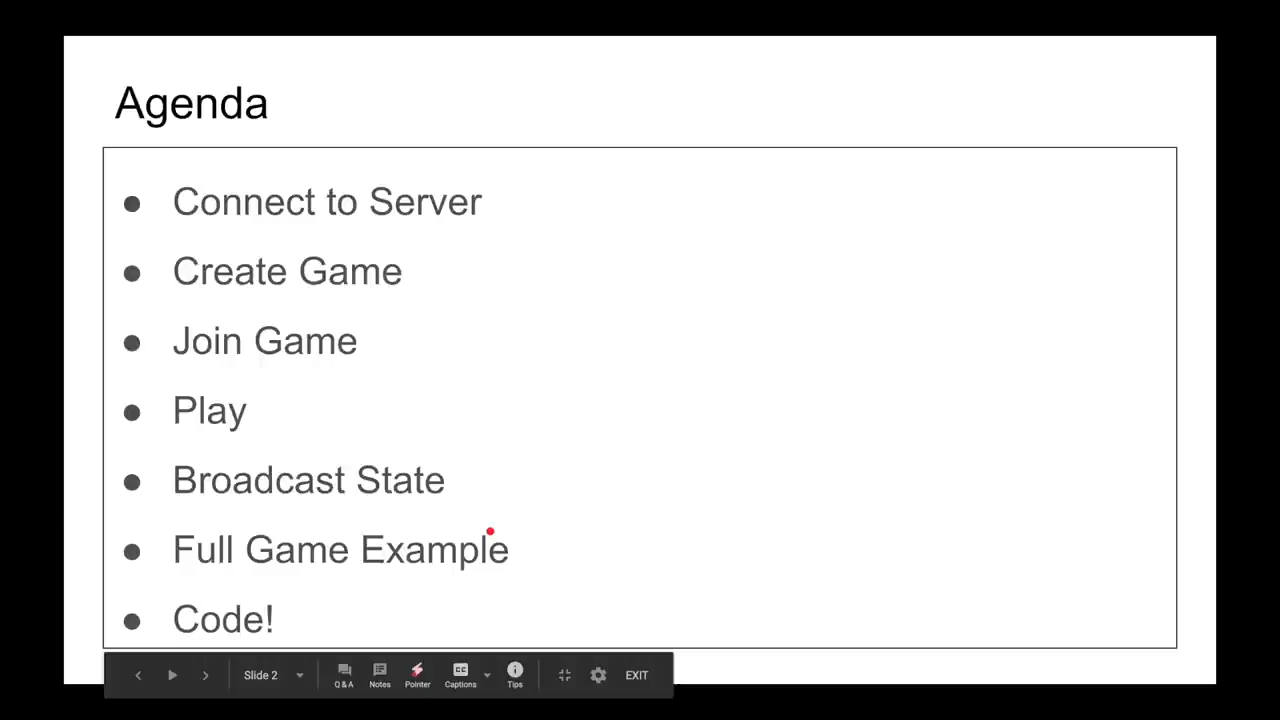 Agenda
● Connect to Server
● Create Game
● Join Game
● Play
● Broadcast State
● Full Game Example
● Code!
Slide 2 Q&A Notes Pointer CC Captions Tips EXIT